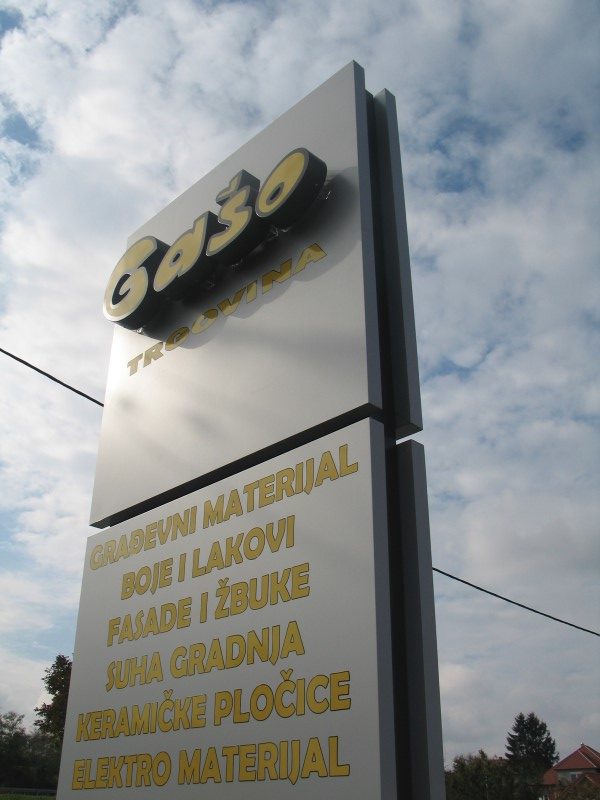 Gašo
TRGOVINA
GRAĐEVNI MATERIJAL
BOJE I LAKOVI
FASADE I ŽBUKE
SUHA GRADNJA
KERAMIČKE PLOČICE
ELEKTRO MATERIJAL